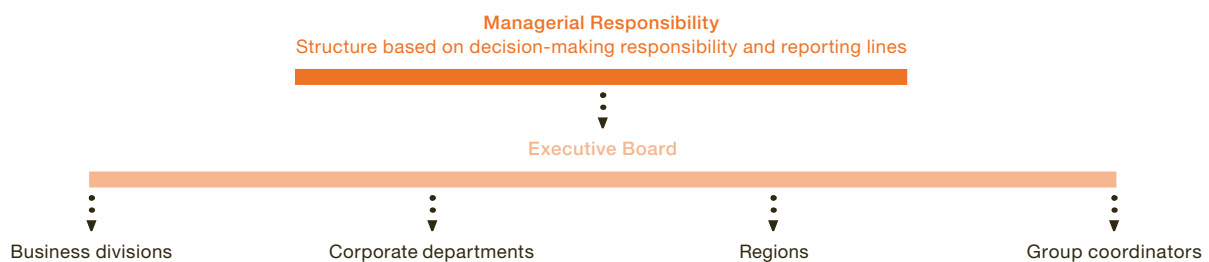 Managerial Responsibility
Structure based on decision-making responsibility and reporting lines
Executive Board
Business divisions
Corporate departments
Regions
Group coordinators